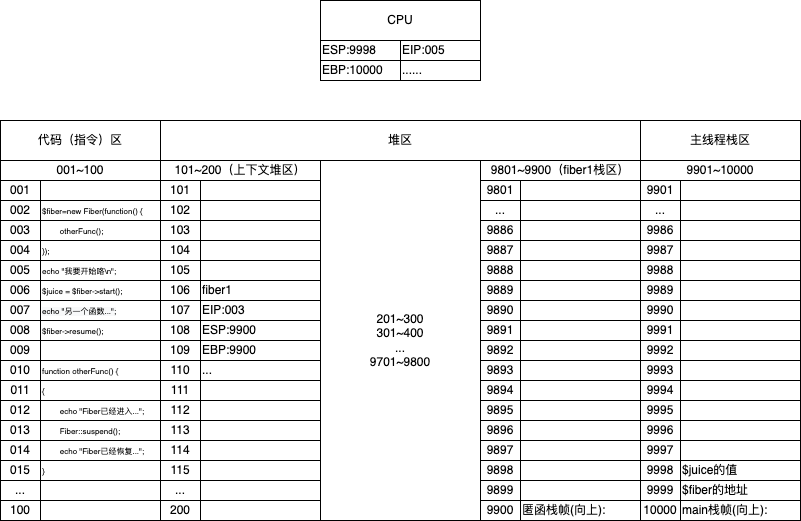 CPU
ESP:9998 EIP:005
EBP:10000 ......
代码（指令）区 堆区 主线程栈区
001~100 101~200（上下文堆区） 9801~9900（fiber1栈区） 9901~10000
001 101 9801 9901
002 $fiber=new Fiber(function() { 102 ... ...
003 otherFunc(); 103 9886 9986
004 }); 104 9887 9987
005 echo "我要开始咯\n"; 105 9888 9988
006 $juice = $fiber->start(); 106 fiber1 9889 9989
007 echo "另一个函数..."; 107 EIP:003 9890 9990
008 $fiber->resume(); 108 ESP:9900 201~300 9891 9991
009 109 EBP:9900 301~400 9892 9992
010 function otherFunc() { 110 ... ... 9893 9993
011 { 111 9701~9800 9894 9994
012 echo "Fiber已经进入..."; 112 9895 9995
013 Fiber::suspend(); 113 9896 9996
014 echo "Fiber已经恢复..."; 114 9897 9997
015 } 115 9898 9998 $juice的值
... ... 9899 9999 $fiber的地址
100 200 9900 匿函栈帧(向上): 10000 main栈帧(向上):